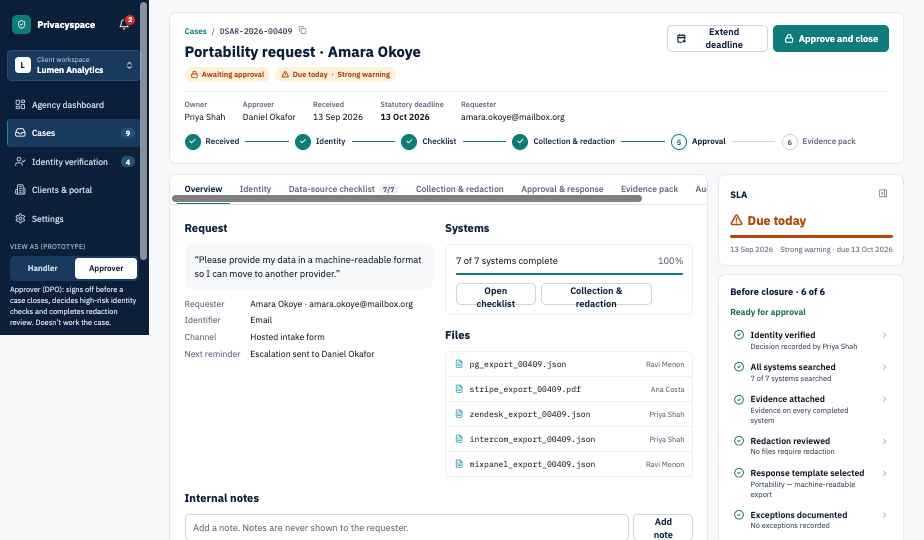 Privacyspace
2
L
Client workspace
Lumen Analytics
Agency dashboard
Cases
9
Identity verification
4
Clients & portal
Settings
VIEW AS (PROTOTYPE)
Handler
Approver
Approver (DPO): signs off before a
case closes, decides high-risk identity
checks and completes redaction
review. Doesn't work the case.
Cases / DSAR-2026-00409
Portability request · Amara Okoye
Awaiting approval
Due today · Strong warning
Extend
deadline
Approve and close
Owner
Priya Shah
Approver
Daniel Okafor
Received
13 Sep 2026
Statutory deadline
13 Oct 2026
Requester
amara.okoye@mailbox.org
Received
Identity
Checklist
Collection & redaction
5
Approval
6
Evidence pack
Overview
Identity
Data-source checklist
7/7
Collection & redaction
Approval & response
Evidence pack
Au
Request
"Please provide my data in a machine-readable format
so I can move to another provider."
Requester
Amara Okoye · amara.okoye@mailbox.org
Identifier
Email
Channel
Hosted intake form
Next reminder
Escalation sent to Daniel Okafor
Systems
7 of 7 systems complete
100%
Open
checklist
Collection &
redaction
Files
pg_export_00409.json
Ravi Menon
stripe_export_00409.pdf
Ana Costa
zendesk_export_00409.json
Priya Shah
intercom_export_00409.json
Priya Shah
mixpanel_export_00409.json
Ravi Menon
Internal notes
Add a note. Notes are never shown to the requester.
Add
note
SLA
Due today
13 Sep 2026
Strong warning · due 13 Oct 2026
Before closure · 6 of 6
Ready for approval
Identity verified
Decision recorded by Priya Shah
All systems searched
7 of 7 systems searched
Evidence attached
Evidence on every completed
system
Redaction reviewed
No files require redaction
Response template selected
Portability — machine-readable
export
Exceptions documented
No exceptions recorded